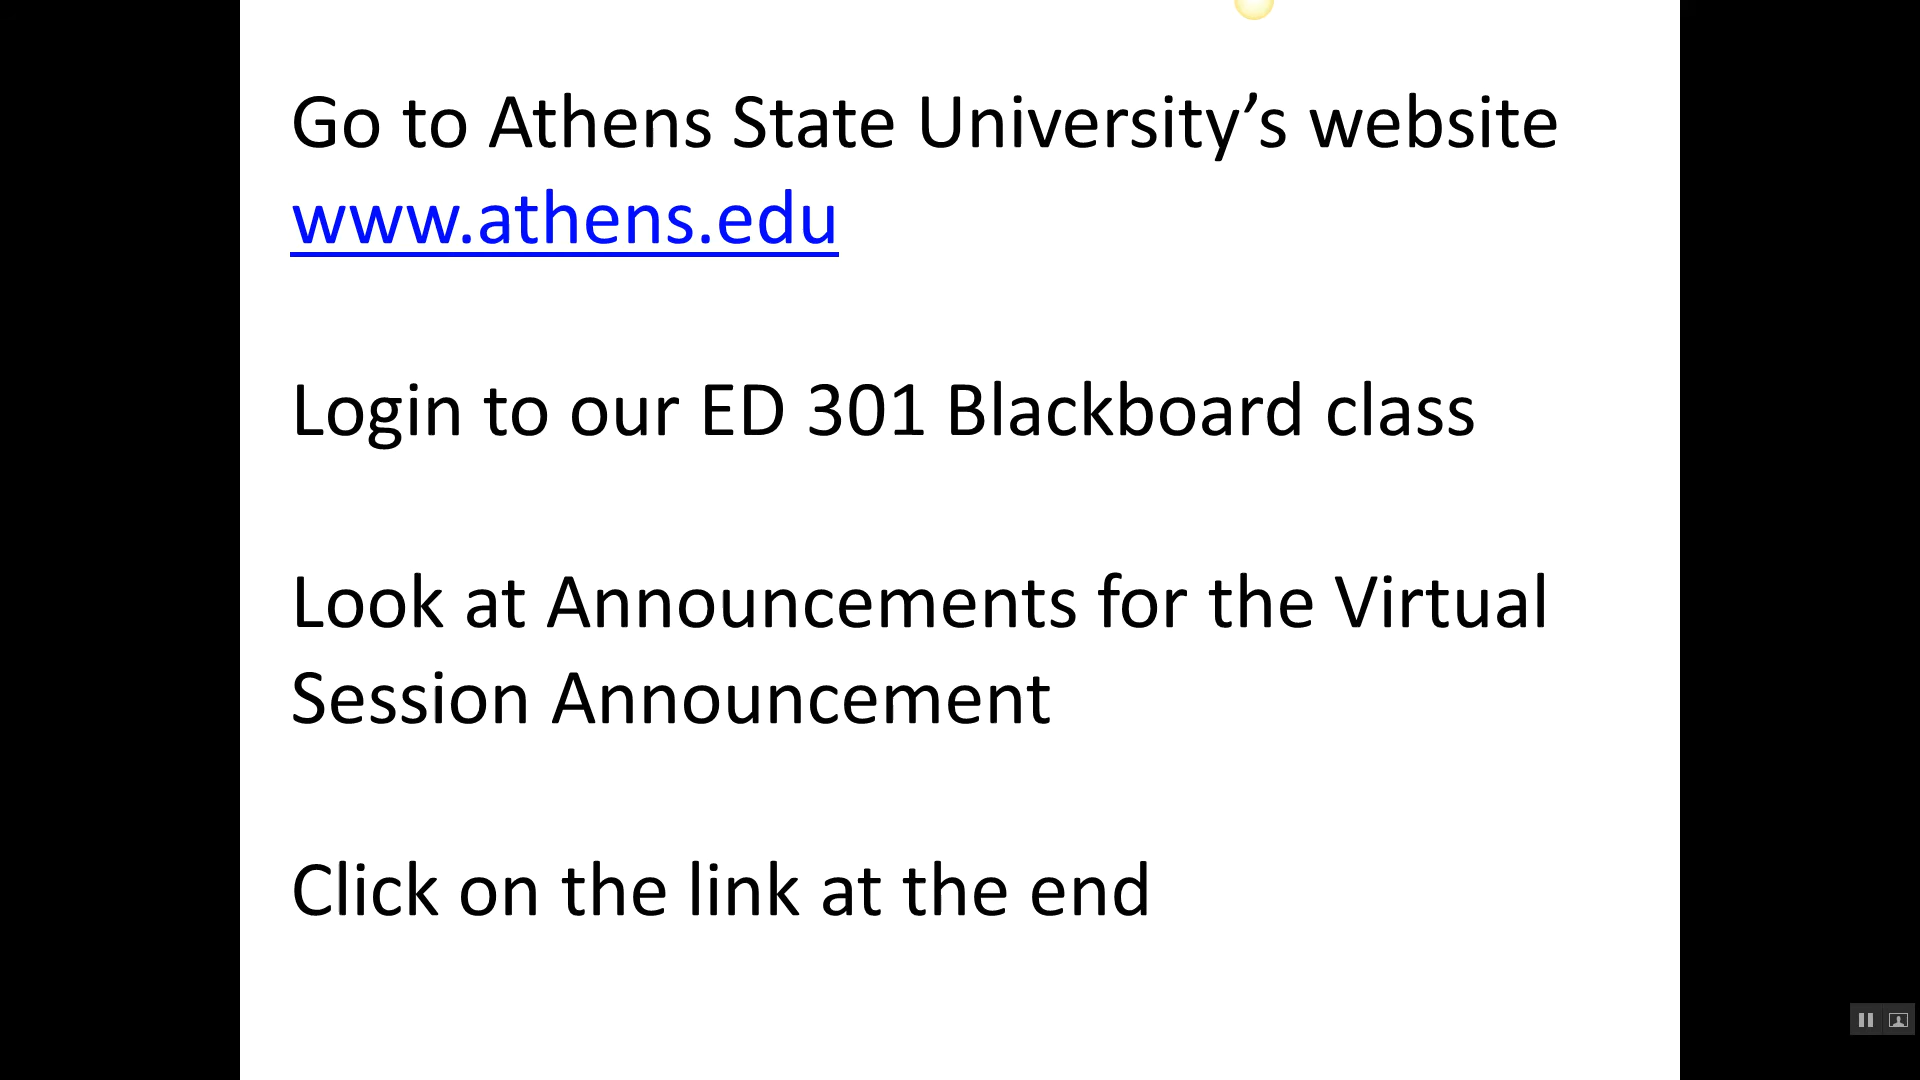 Go to Athens State University’s website
www.athens.edu
Login to our ED 301 Blackboard class
Look at Announcements for the Virtual
Session Announcement
Click on the link at the end